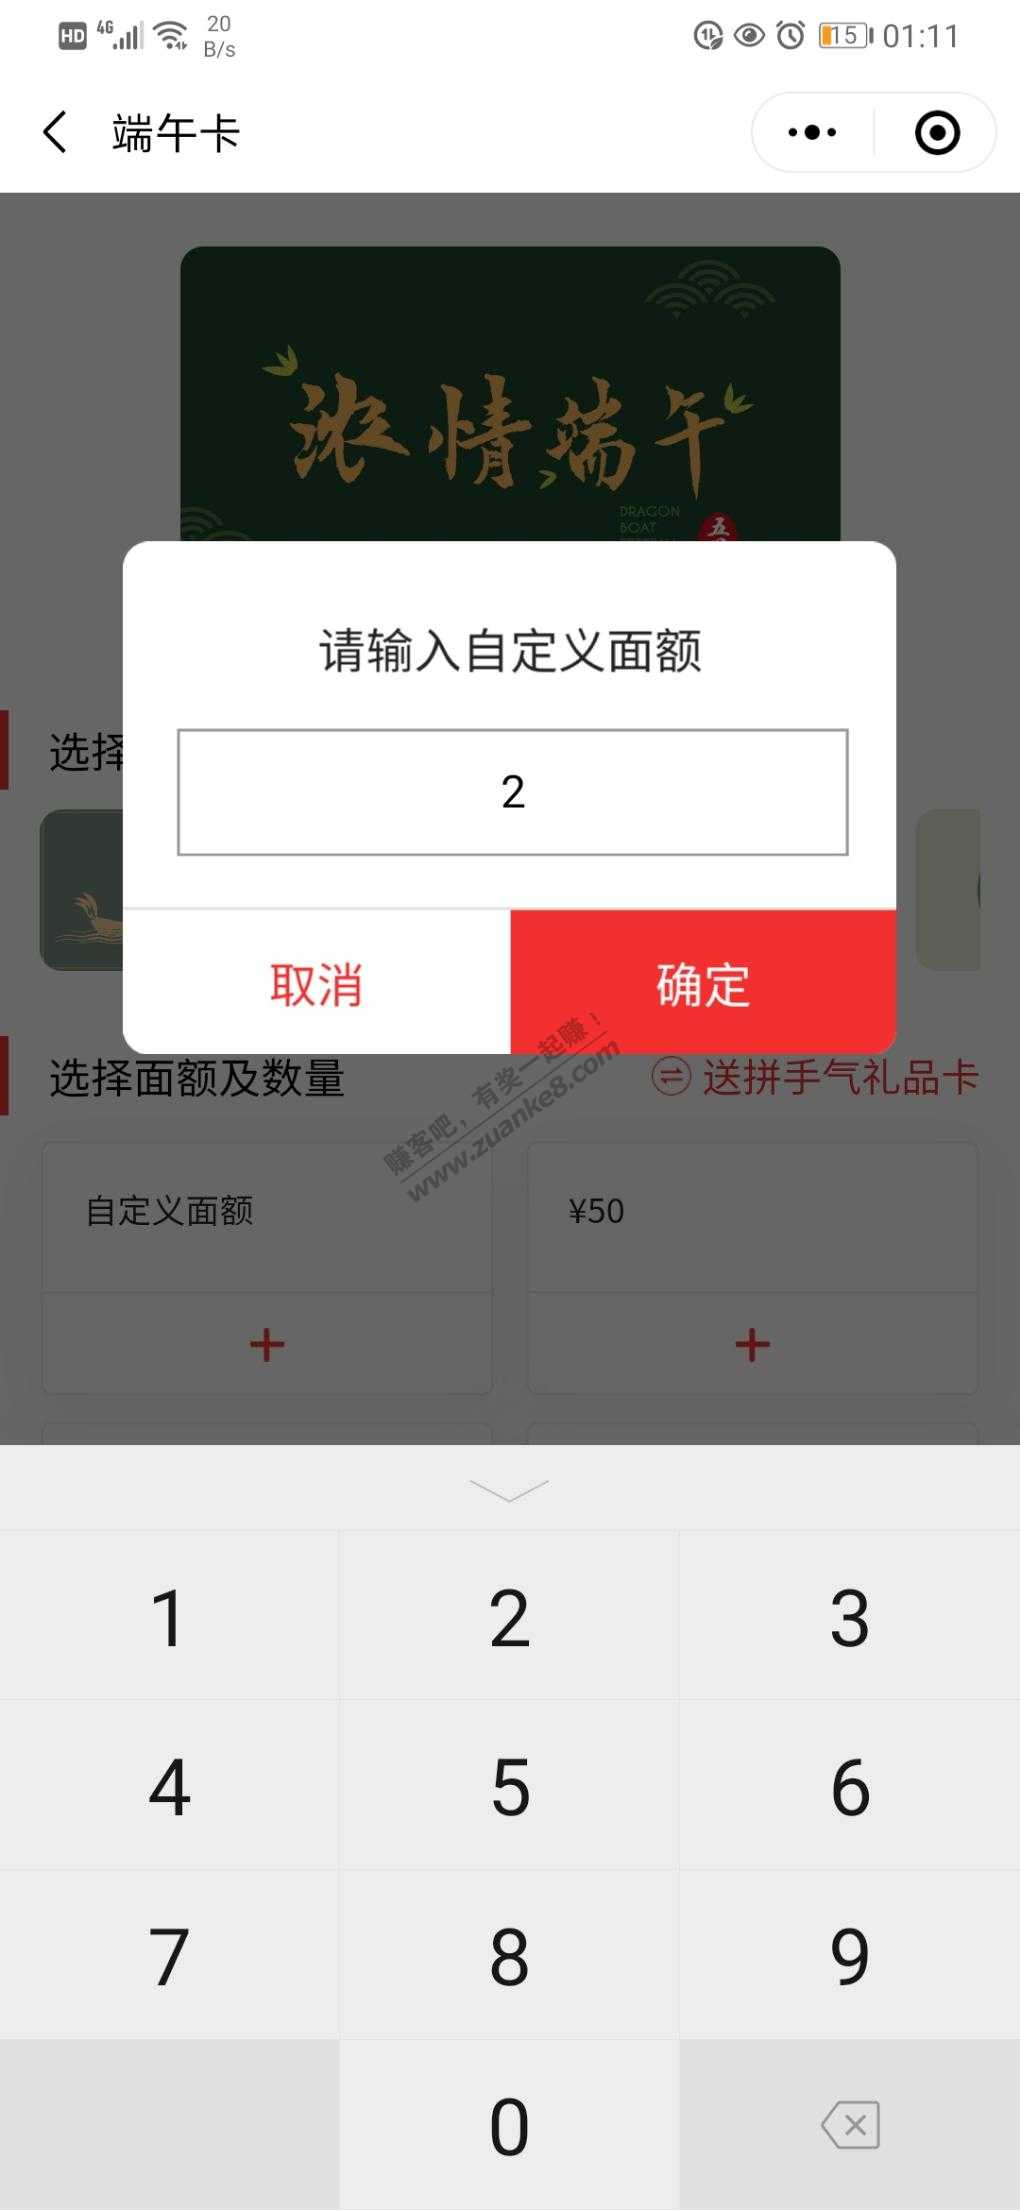 HD 4G 20 B/s 15 01:11
端午卡
浓情端午
DRAGON
BOAT
五
请输入自定义面额
选择
2
取消 确定
选择面额及数量 送拼手气礼品卡
赚客吧，有奖一起赚！
www.zuanke8.com
自定义面额 ¥50
+ +
1 2 3
4 5 6
7 8 9
0